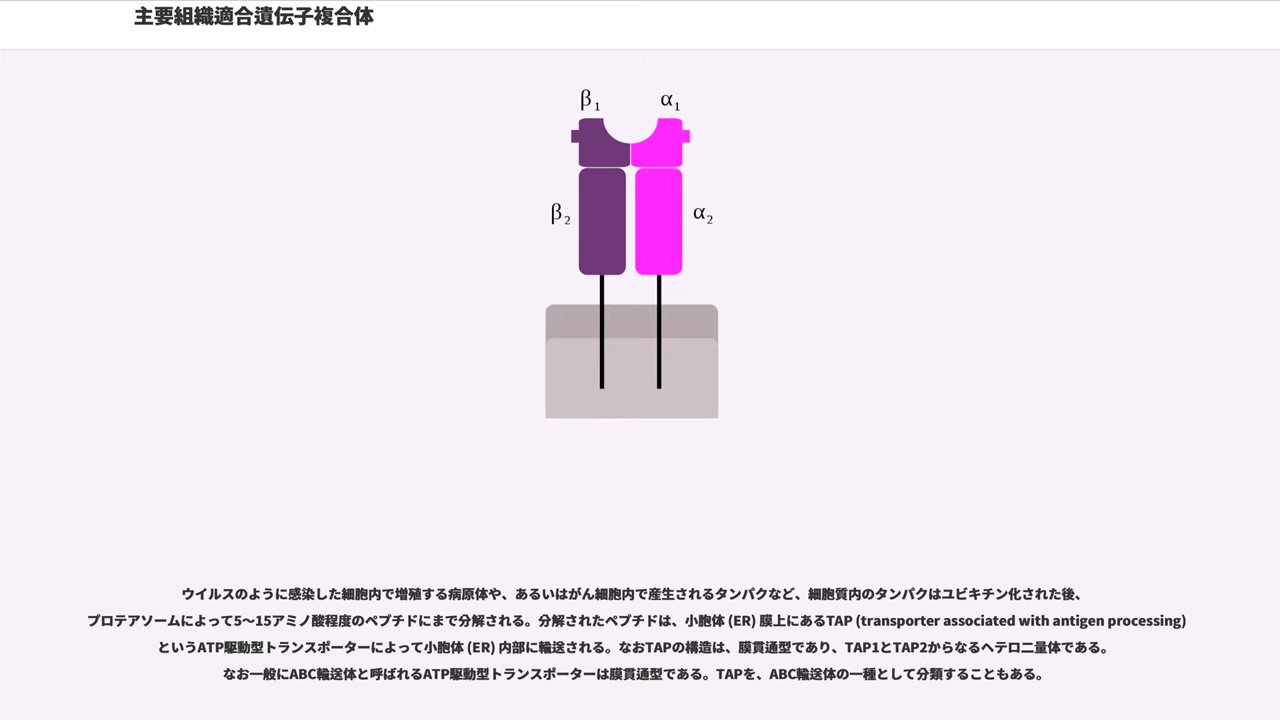 主要組織適合遺伝子複合体
β1 α1
β2 α2
ウイルスのように感染した細胞内で増殖する病原体や、あるいはがん細胞内で産生されるタンパクなど、細胞質内のタンパクはユビキチン化された後、
プロテアソームによって5〜15アミノ酸程度のペプチドにまで分解される。分解されたペプチドは、小胞体 (ER) 膜上にあるTAP (transporter associated with antigen processing)
というATP駆動型トランスポーターによって小胞体 (ER) 内部に輸送される。なおTAPの構造は、膜貫通型であり、TAP1とTAP2からなるヘテロ二量体である。
なお一般にABC輸送体と呼ばれるATP駆動型トランスポーターは膜貫通型である。TAPを、ABC輸送体の一種として分類することもある。